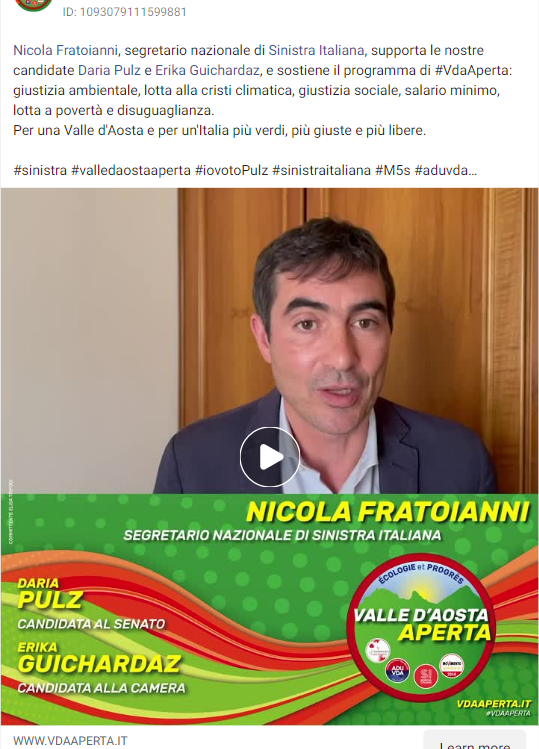 ID: 1093079111599881
Nicola Fratoianni, segretario nazionale di Sinistra Italiana, supporta le nostre
candidate Daria Pulz e Erika Guichardaz, e sostiene il programma di #VdaAperta:
giustizia ambientale, lotta alla cristi climatica, giustizia sociale, salario minimo,
lotta a povertà e disuguaglianza.
Per una Valle d'Aosta e per un'Italia più verdi, più giuste e più libere.
#sinistra #valledaostaaperta #iovotoPulz #sinistraitaliana #M5s #aduvda...
NICOLA FRATOIANNI
SEGRETARIO NAZIONALE DI SINISTRA ITALIANA
DARIA
PULZ
CANDIDATA AL SENATO
ERIKA
GUICHARDAZ
CANDIDATA ALLA CAMERA
ÉCOLOGIE et PROGRÈS
VALLE D'AOSTA
APERTA
ADU
VDA
SI
VDAAPERTA.IT
#VDAAPERTA
WWW.VDAAPERTA.IT
Learn more